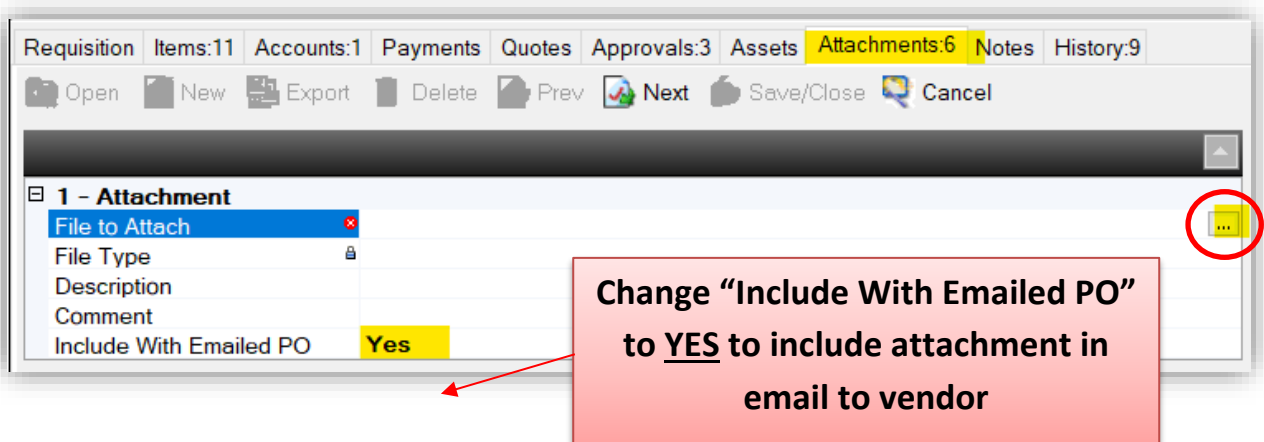 Requisition Items:11 Accounts:1 Payments Quotes Approvals:3 Assets Attachments:6 Notes History:9
Open New Export Delete Prev Next Save/Close Cancel
1 - Attachment
File to Attach ...
File Type
Description
Comment
Include With Emailed PO Yes
Change “Include With Emailed PO”
to YES to include attachment in
email to vendor